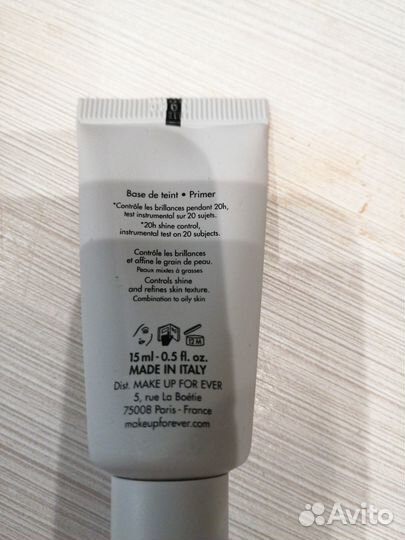 Base de teint • Primer
*Contrôle les brillances pendant 20h,
test instrumental sur 20 sujets.
*20h shine control,
instrumental test on 20 subjects.
Contrôle les brillances
et affine le grain de peau.
Peaux mixtes à grasses
Controls shine
and refines skin texture.
Combination to oily skin
12 M
15 ml - 0.5 fl. oz.
MADE IN ITALY
Dist. MAKE UP FOR EVER
5, rue La Boétie
75008 Paris - France
makeupforever.com
Avito